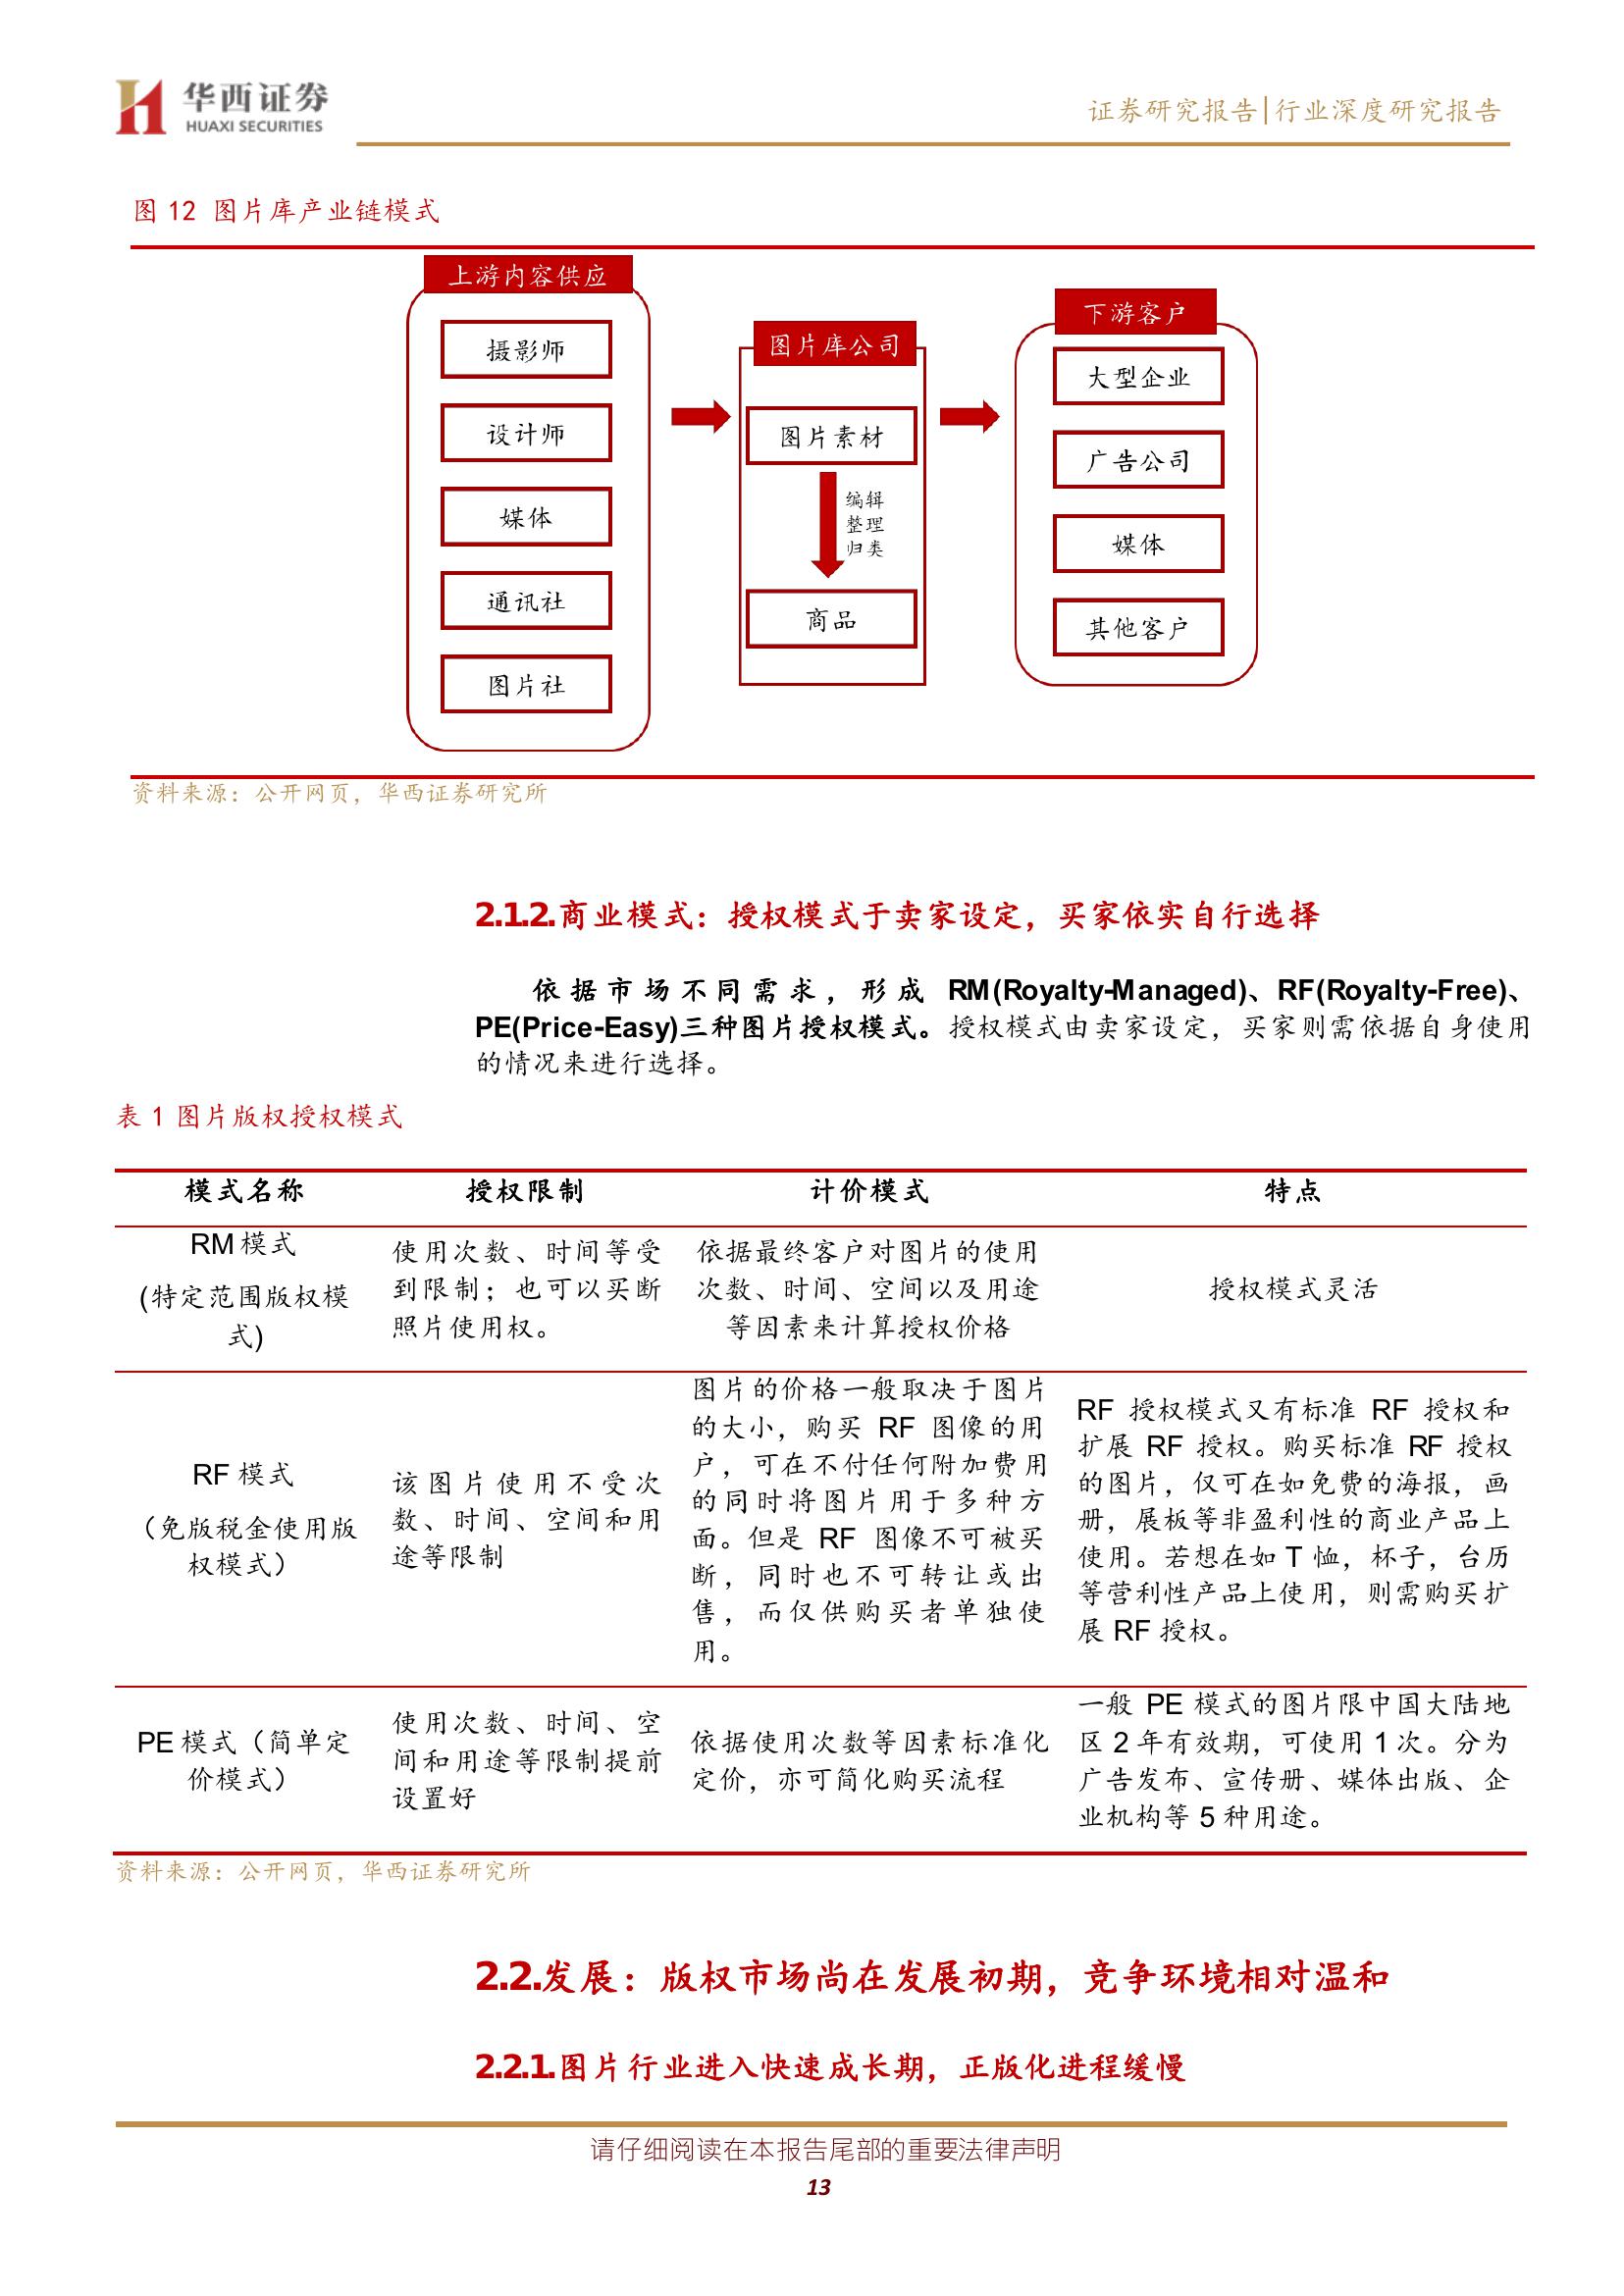 华西证券
HUAXI SECURITIES
证券研究报告|行业深度研究报告
图 12 图片库产业链模式
上游内容供应
摄影师
设计师
媒体
通讯社
图片社
图片库公司
图片素材
编辑
整理
归类
商品
下游客户
大型企业
广告公司
媒体
其他客户
资料来源：公开网页，华西证券研究所
2.1.2.商业模式：授权模式于卖家设定，买家依实自行选择
依据市场不同需求，形成 RM(Royalty-Managed)、RF(Royalty-Free)、
PE(Price-Easy)三种图片授权模式。授权模式由卖家设定，买家则需依据自身使用
的情况来进行选择。
表 1 图片版权授权模式
模式名称 授权限制 计价模式 特点
RM 模式
(特定范围版权模
式)
使用次数、时间等受
到限制；也可以买断
照片使用权。
依据最终客户对图片的使用
次数、时间、空间以及用途
等因素来计算授权价格
授权模式灵活
RF 模式
（免版税金使用版
权模式）
该图片使用不受次
数、时间、空间和用
途等限制
图片的价格一般取决于图片
的大小，购买 RF 图像的用
户，可在不付任何附加费用
的同时将图片用于多种方
面。但是 RF 图像不可被买
断，同时也不可转让或出
售，而仅供购买者单独使
用。
RF 授权模式又有标准 RF 授权和
扩展 RF 授权。购买标准 RF 授权
的图片，仅可在如免费的海报，画
册，展板等非盈利性的商业产品上
使用。若想在如 T 恤，杯子，台历
等营利性产品上使用，则需购买扩
展 RF 授权。
PE 模式（简单定
价模式）
使用次数、时间、空
间和用途等限制提前
设置好
依据使用次数等因素标准化
定价，亦可简化购买流程
一般 PE 模式的图片限中国大陆地
区 2 年有效期，可使用 1 次。分为
广告发布、宣传册、媒体出版、企
业机构等 5 种用途。
资料来源：公开网页，华西证券研究所
2.2.发展：版权市场尚在发展初期，竞争环境相对温和
2.2.1.图片行业进入快速成长期，正版化进程缓慢
请仔细阅读在本报告尾部的重要法律声明
13